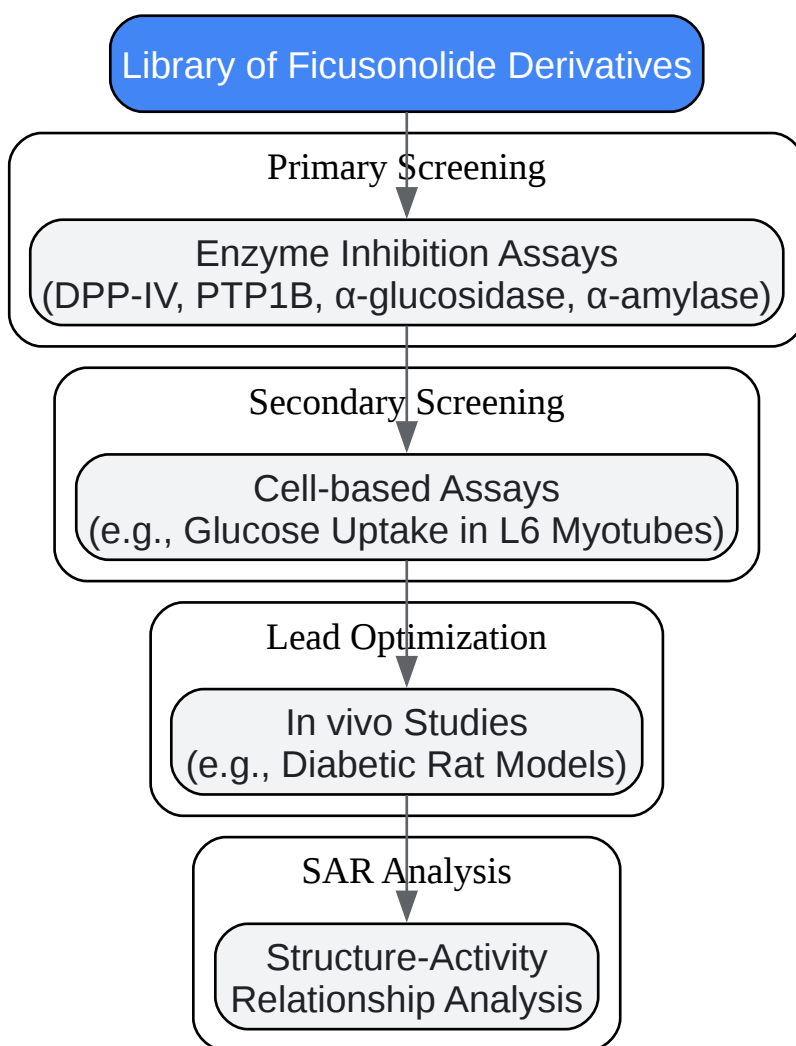 Library of Ficusonolide Derivatives
Primary Screening
Enzyme Inhibition Assays
(DPP-IV, PTP1B, α-glucosidase, α-amylase)
Secondary Screening
Cell-based Assays
(e.g., Glucose Uptake in L6 Myotubes)
Lead Optimization
In vivo Studies
(e.g., Diabetic Rat Models)
SAR Analysis
Structure-Activity
Relationship Analysis